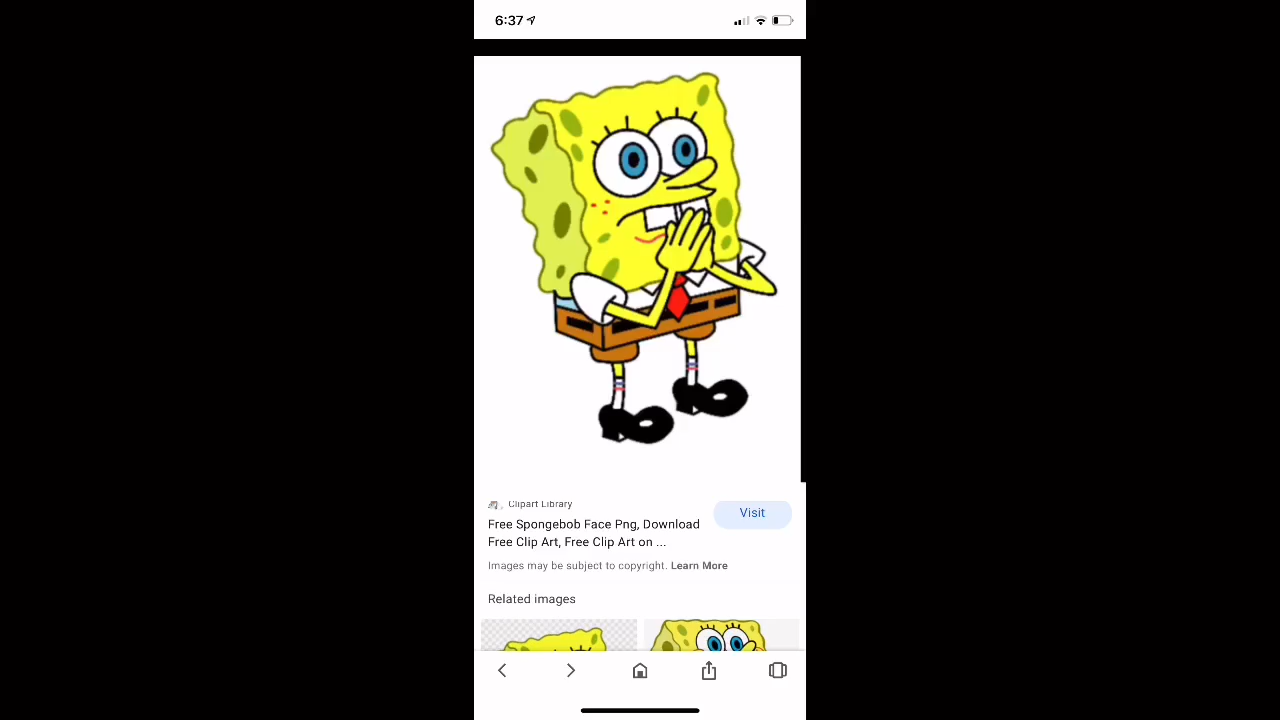 6:37
Clipart Library
Visit
Free Spongebob Face Png, Download
Free Clip Art, Free Clip Art on ...
Images may be subject to copyright. Learn More
Related images